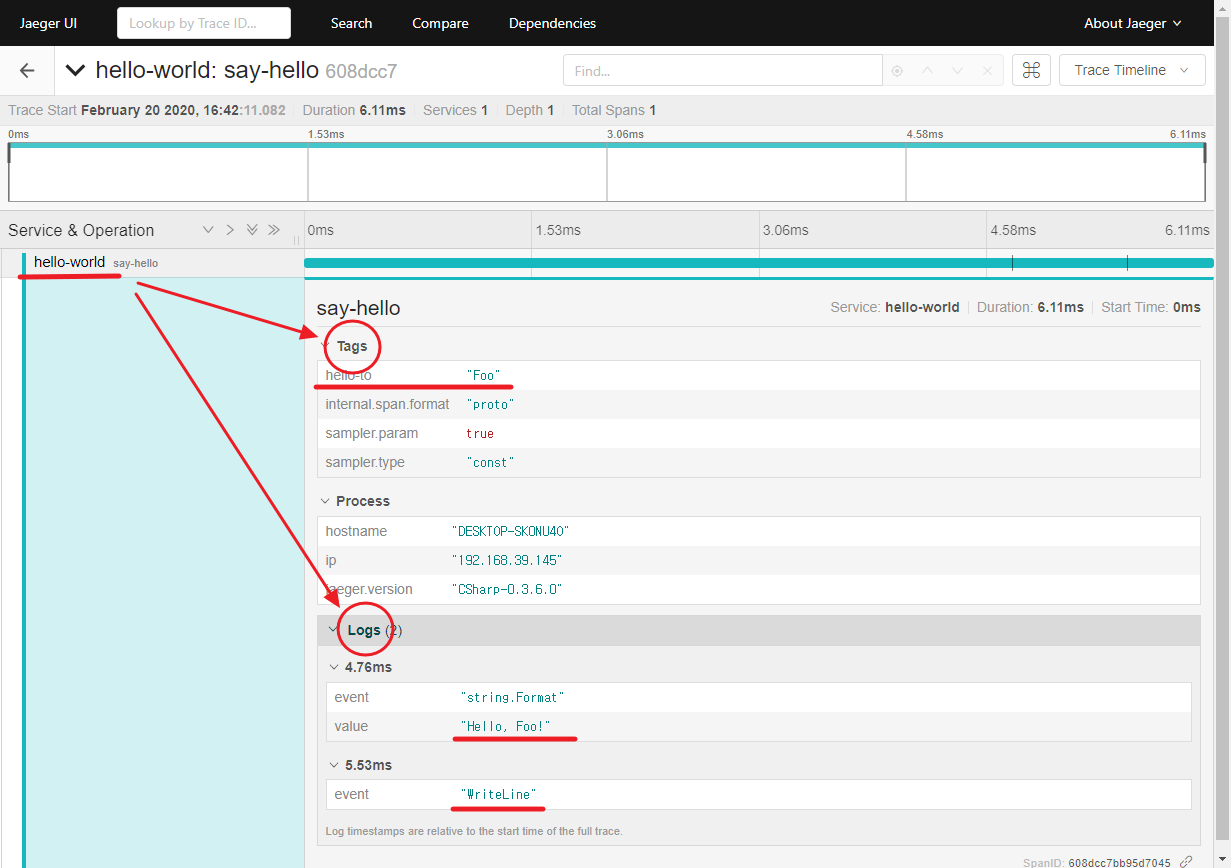 Jaeger UI Lookup by Trace ID... Search Compare Dependencies About Jaeger
hello-world: say-hello 608dcc7 Find... Trace Timeline
Trace Start February 20 2020, 16:42:11.082 Duration 6.11ms Services 1 Depth 1 Total Spans 1
0ms 1.53ms 3.06ms 4.58ms 6.11ms
Service & Operation 0ms 1.53ms 3.06ms 4.58ms 6.11ms
hello-world say-hello
say-hello Service: hello-world Duration: 6.11ms Start Time: 0ms
Tags
hello-to "Foo"
internal.span.format "proto"
sampler.param true
sampler.type "const"
Process
hostname "DESKTOP-SKONU4O"
ip "192.168.39.145"
jaeger.version "CSharp-0.3.6.0"
Logs (2)
4.76ms
event "string.Format"
value "Hello, Foo!"
5.53ms
event "WriteLine"
Log timestamps are relative to the start time of the full trace.
SpanID: 608dcc7bb95d7045